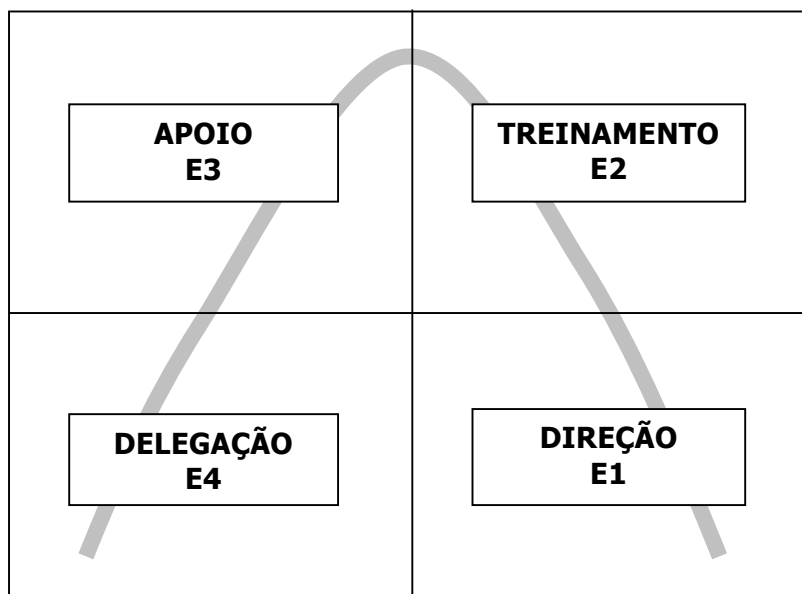 APOIO
E3
TREINAMENTO
E2
DELEGAÇÃO
E4
DIREÇÃO
E1